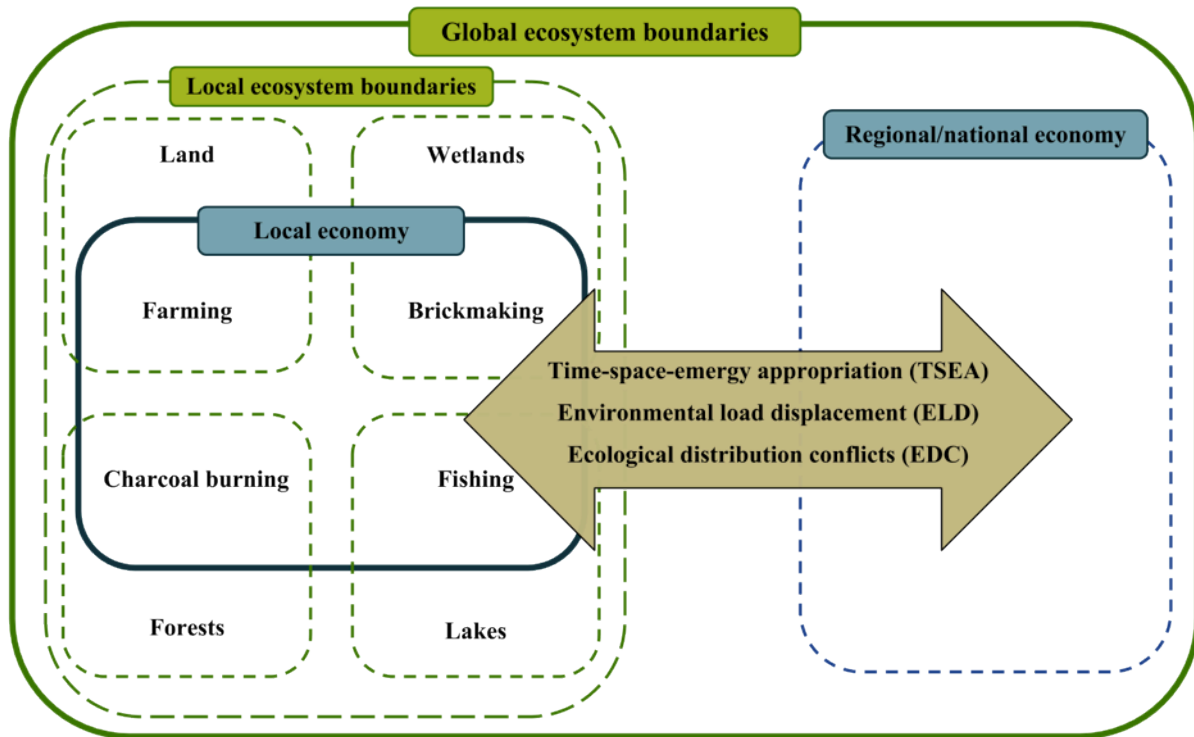 Global ecosystem boundaries
Local ecosystem boundaries
Regional/national economy
Land
Wetlands
Local economy
Farming
Brickmaking
Time-space-emergy appropriation (TSEA)
Environmental load displacement (ELD)
Ecological distribution conflicts (EDC)
Charcoal burning
Fishing
Forests
Lakes